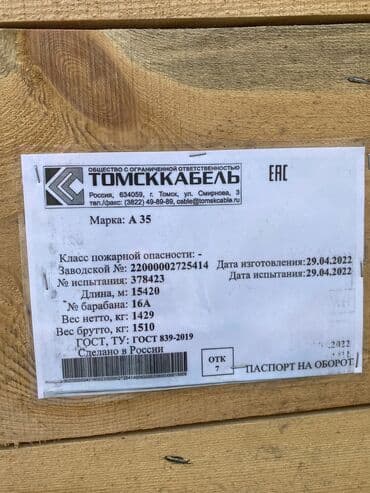 ОБЩЕСТВО С ОГРАНИЧЕННОЙ ОТВЕТСТВЕННОСТЬЮ
ТОМСККАБЕЛЬ
Россия, 634059, г. Томск, ул. Смирнова, 3
тел./факс: (3822) 49-89-89, cable@tomskcable.ru
EAC
Марка: А 35
Класс пожарной опасности: -
Заводской №: 22000002725414 Дата изготовления:29.04.2022
№ испытания: 378423 Дата испытания:29.04.2022
Длина, м: 15420
№ барабана: 16А
Вес нетто, кг: 1429
Вес брутто, кг: 1510
ГОСТ, ТУ: ГОСТ 839-2019
Сделано в России
2022
ОТК
7
ПАСПОРТ НА ОБОРОТ